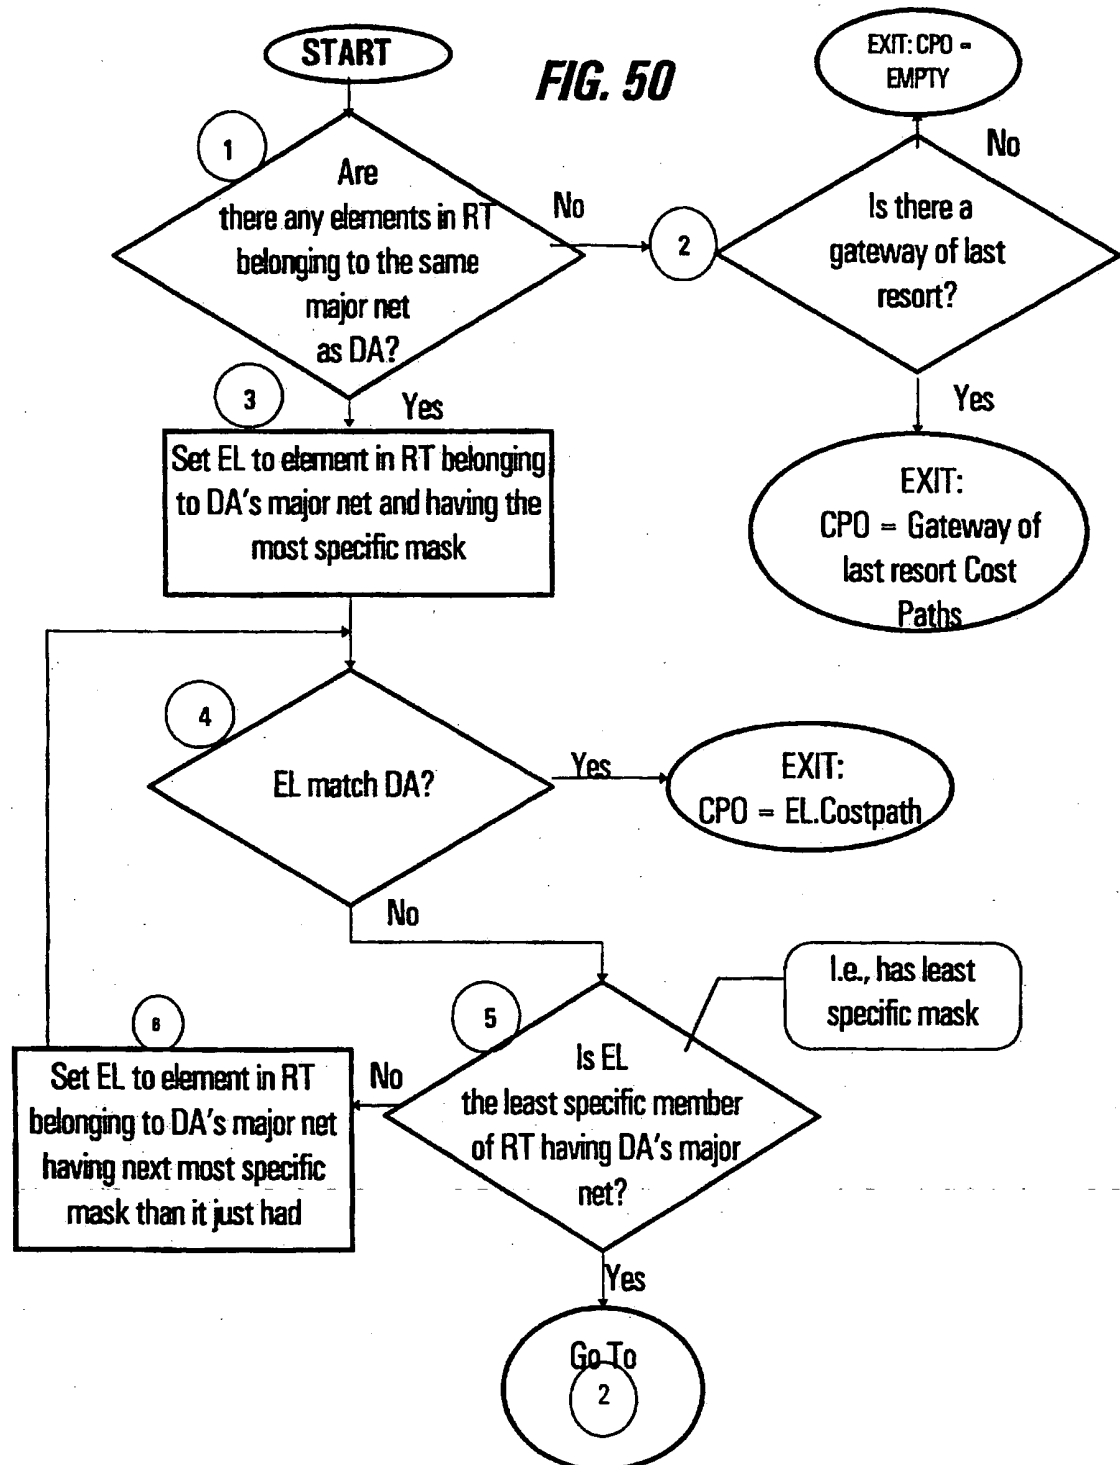 START
FIG. 50
EXIT: CPO =
EMPTY
1
Are
there any elements in RT
belonging to the same
major net
as DA?
No
2
Is there a
gateway of last
resort?
No
Yes
EXIT:
CPO = Gateway of
last resort Cost
Paths
3
Yes
Set EL to element in RT belonging
to DA's major net and having the
most specific mask
4
EL match DA?
Yes
EXIT:
CPO = EL.Costpath
No
I.e., has least
specific mask
5
Is EL
the least specific member
of RT having DA's major
net?
No
6
Set EL to element in RT
belonging to DA's major net
having next most specific
mask than it just had
Yes
Go To
2